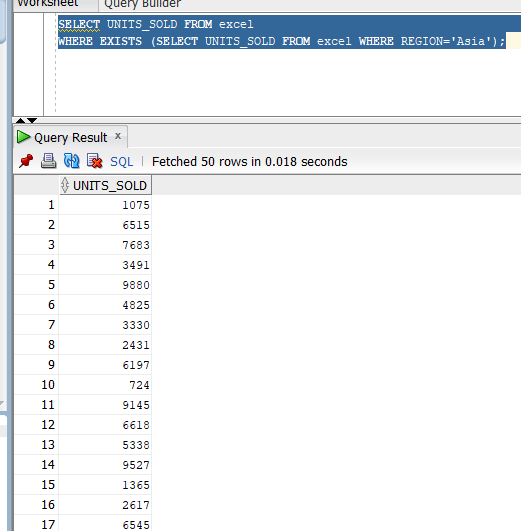 Worksheet Query Builder
SELECT UNITS_SOLD FROM excel
WHERE EXISTS (SELECT UNITS_SOLD FROM excel WHERE REGION='Asia');
Query Result x
SQL | Fetched 50 rows in 0.018 seconds
UNITS_SOLD
1 1075
2 6515
3 7683
4 3491
5 9880
6 4825
7 3330
8 2431
9 6197
10 724
11 9145
12 6618
13 5338
14 9527
15 1365
16 2617
17 6545